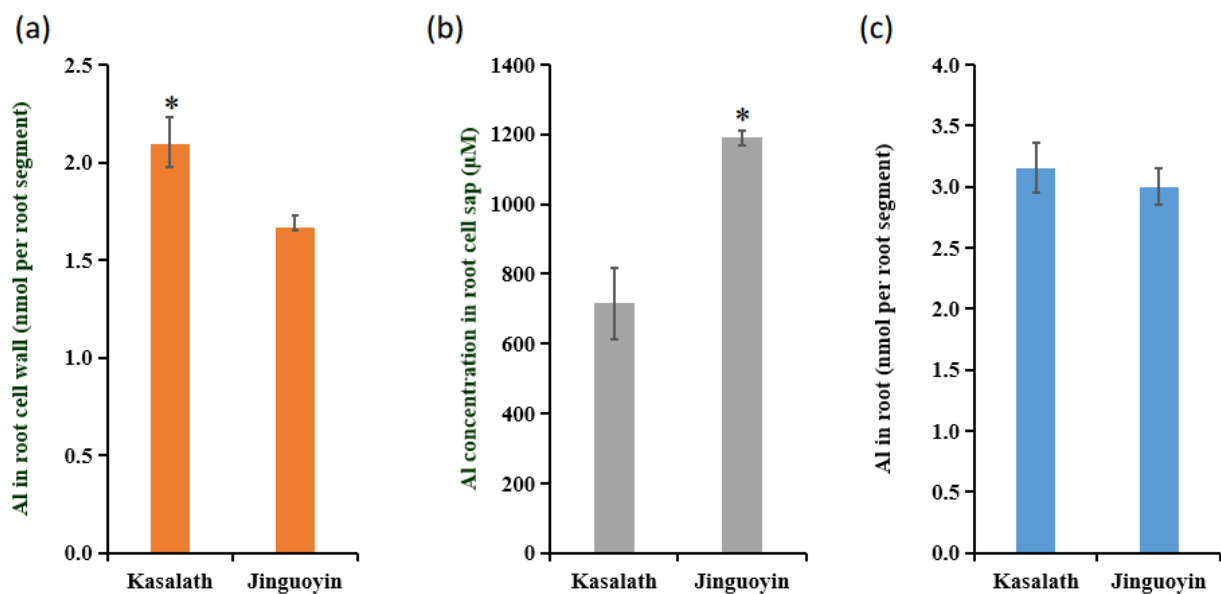 (a)
Al in root cell wall (nmol per root segment)
2.5
2.0
1.5
1.0
0.5
0.0
*
Kasalath
Jinguoyin
(b)
Al concentration in root cell sap (µM)
1400
1200
1000
800
600
400
200
0
*
Kasalath
Jinguoyin
(c)
Al in root (nmol per root segment)
4.0
3.5
3.0
2.5
2.0
1.5
1.0
0.5
0.0
Kasalath
Jinguoyin